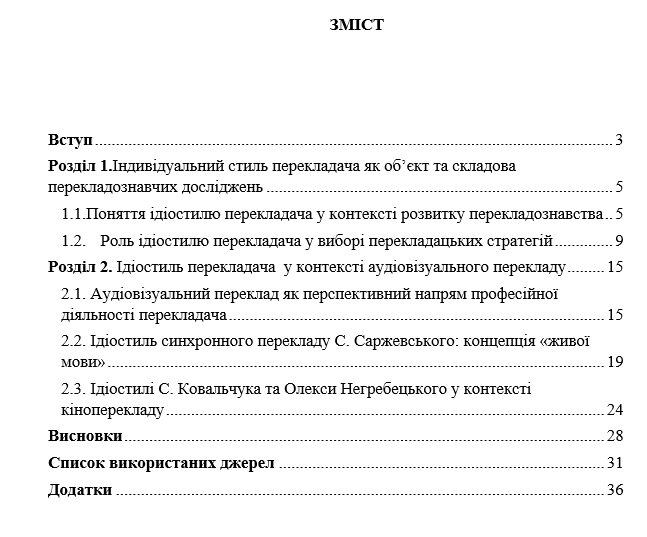 ЗМІСТ
Вступ 3
Розділ 1.Індивідуальний стиль перекладача як об’єкт та складова
перекладознавчих досліджень 5
1.1.Поняття ідіостилю перекладача у контексті розвитку перекладознавства 5
1.2. Роль ідіостилю перекладача у виборі перекладацьких стратегій 9
Розділ 2. Ідіостиль перекладача у контексті аудіовізуального перекладу 15
2.1. Аудіовізуальний переклад як перспективний напрям професійної
діяльності перекладача 15
2.2. Ідіостиль синхронного перекладу С. Саржевського: концепція «живої
мови» 19
2.3. Ідіостилі С. Ковальчука та Олекси Негребецького у контексті
кіноперекладу 24
Висновки 28
Список використаних джерел 31
Додатки 36